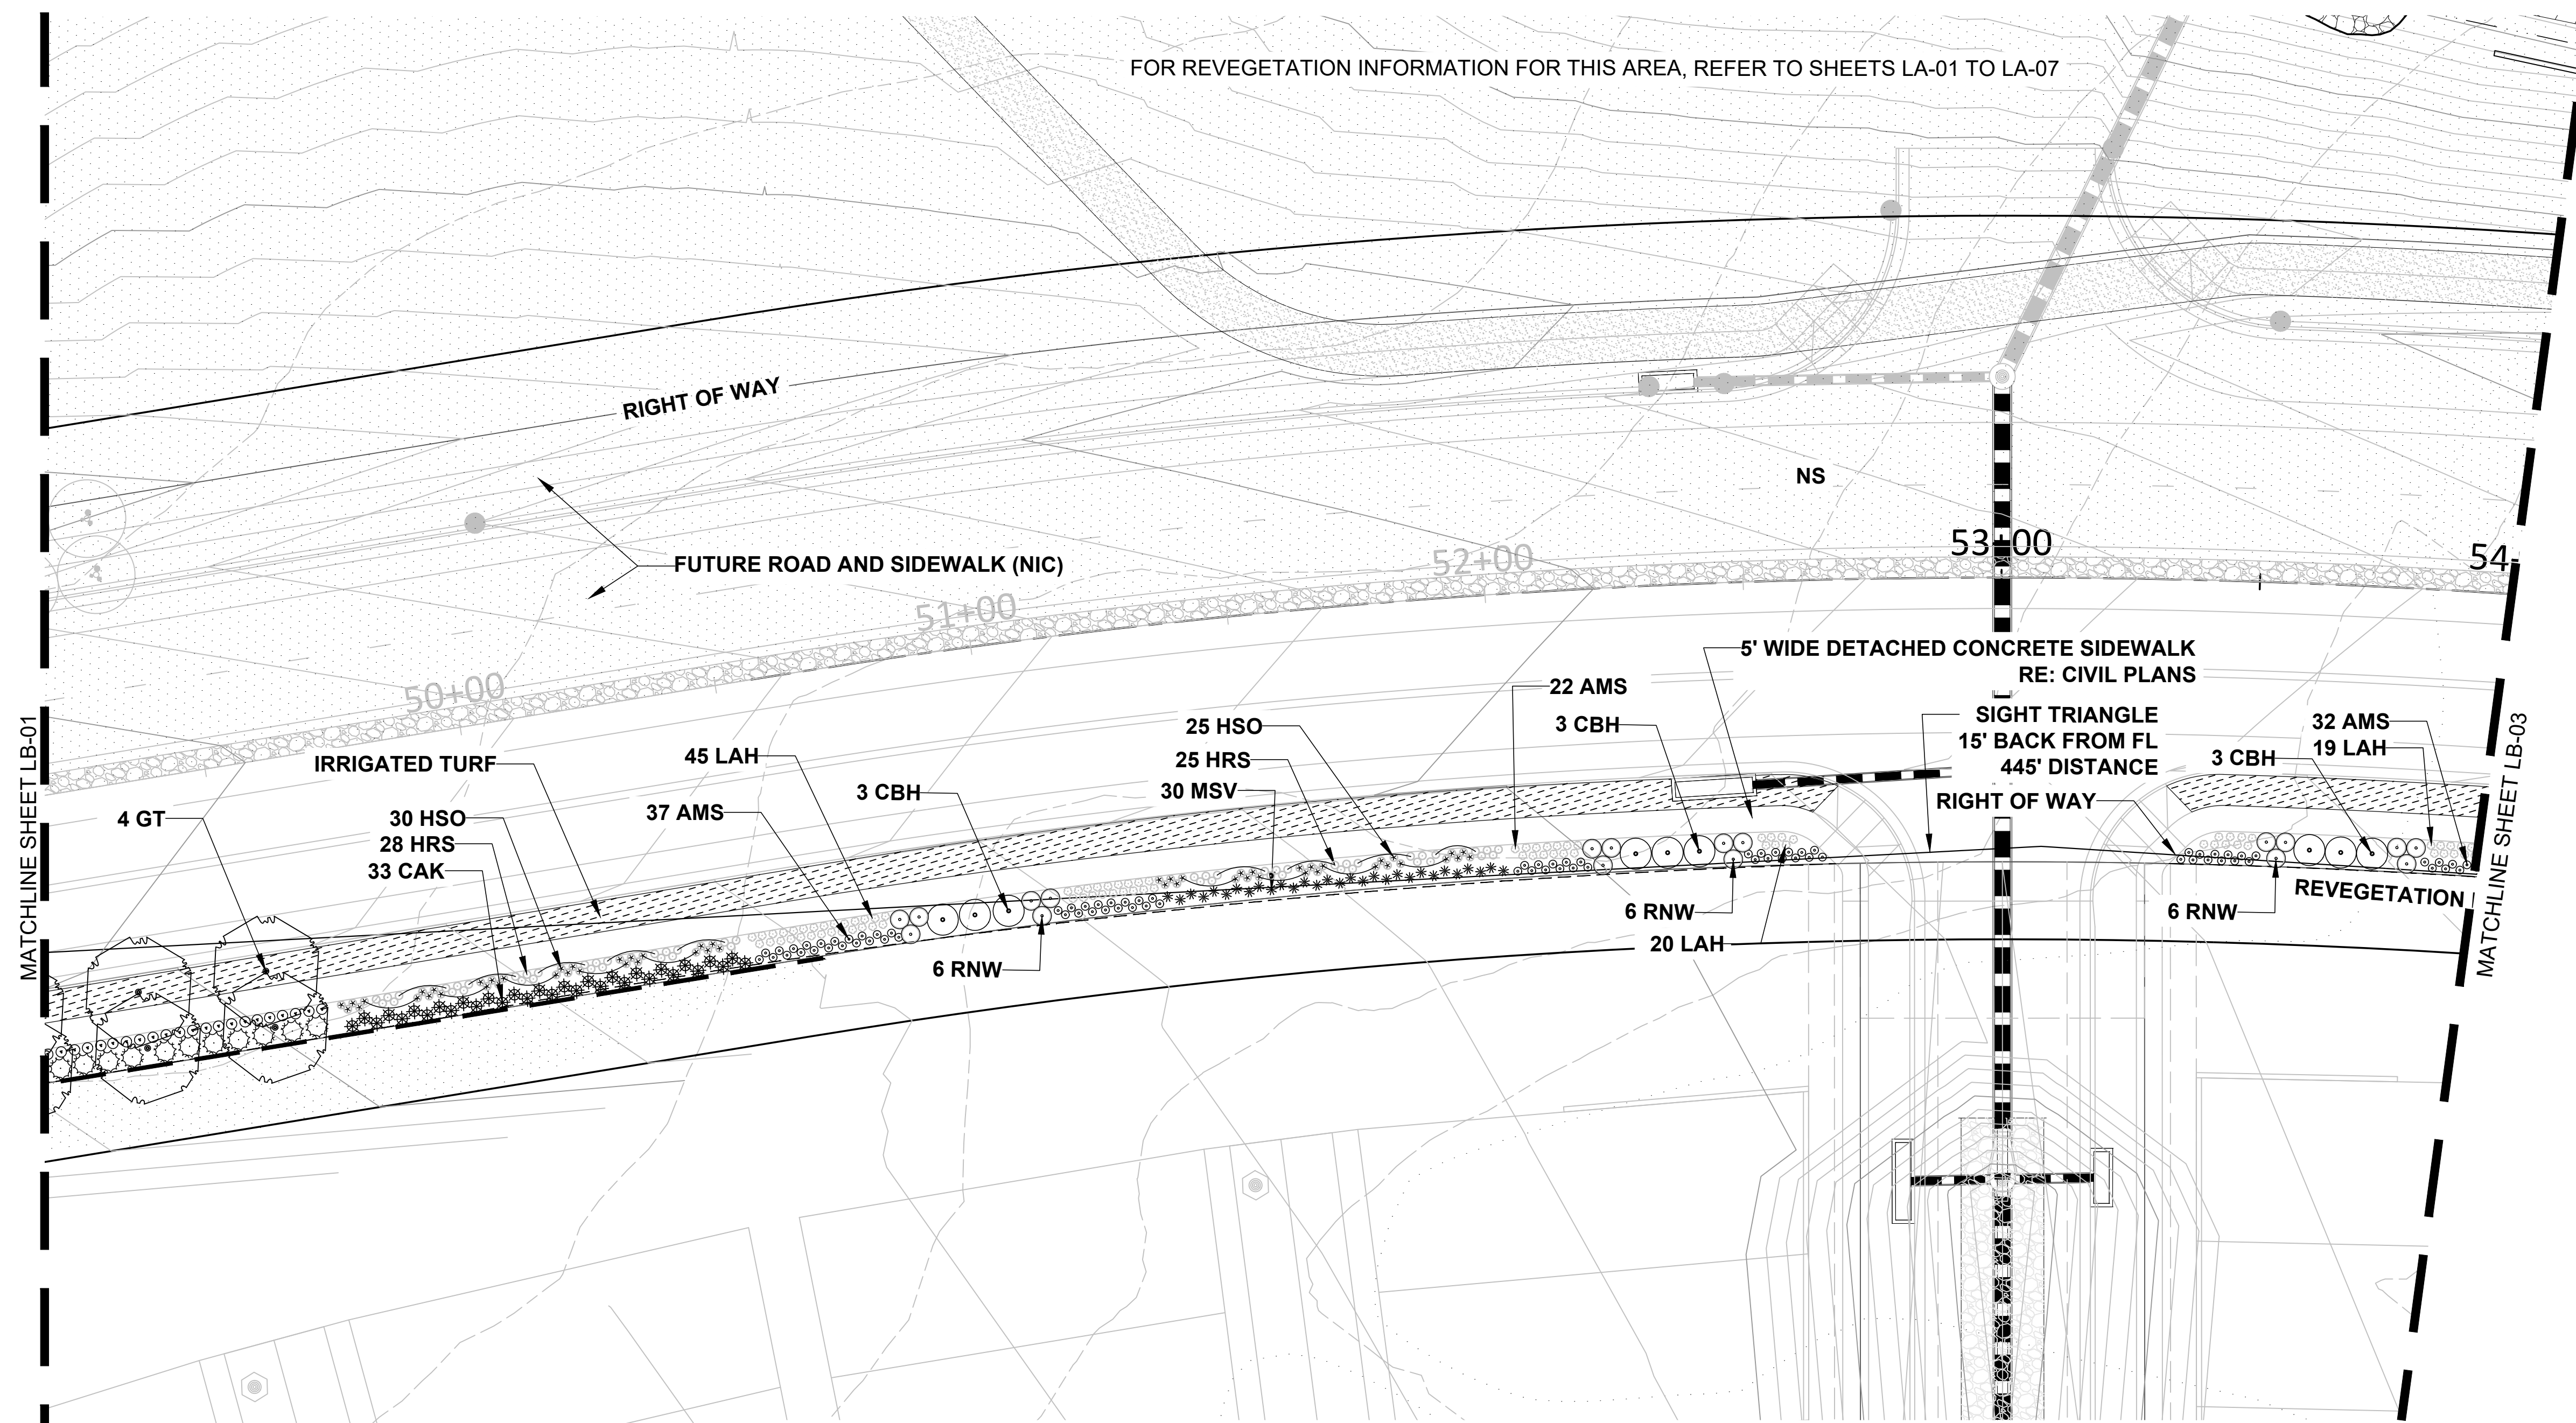 FOR REVEGETATION INFORMATION FOR THIS AREA, REFER TO SHEETS LA-01 TO LA-07
RIGHT OF WAY
NS
FUTURE ROAD AND SIDEWALK (NIC)
50+00
51+00
52+00
53+00
54+
5' WIDE DETACHED CONCRETE SIDEWALK
RE: CIVIL PLANS
SIGHT TRIANGLE
15' BACK FROM FL
445' DISTANCE
RIGHT OF WAY
MATCHLINE SHEET LB-01
IRRIGATED TURF
4 GT
30 HSO
28 HRS
33 CAK
45 LAH
37 AMS
3 CBH
6 RNW
25 HSO
25 HRS
30 MSV
22 AMS
3 CBH
6 RNW
20 LAH
32 AMS
19 LAH
3 CBH
6 RNW
REVEGETATION
MATCHLINE SHEET LB-03